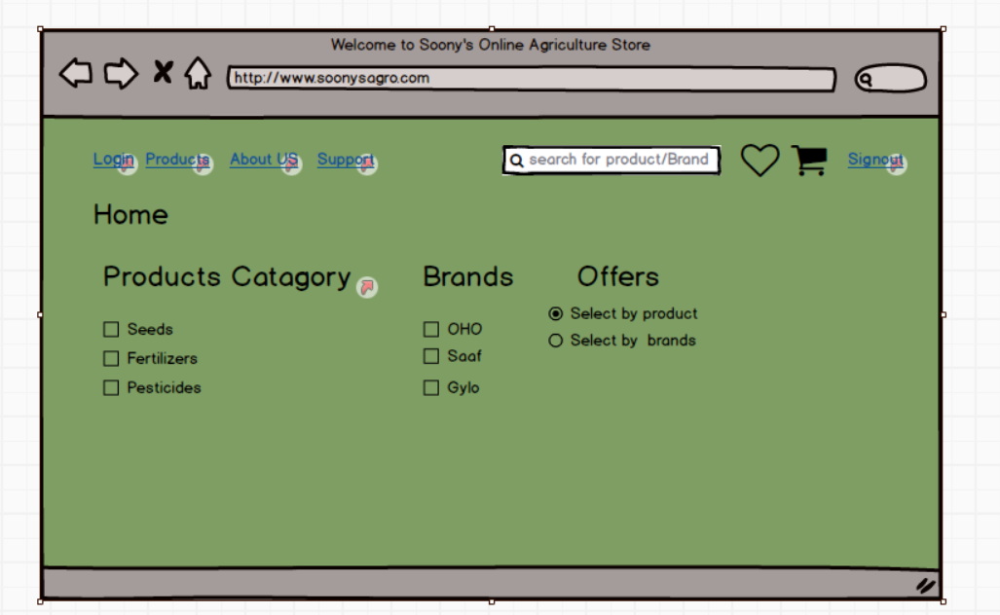 Welcome to Soony's Online Agriculture Store
http://www.soonysagro.com
Login Products About US Support search for product/Brand Signout
Home
Products Catagory Brands Offers
Select by product
Seeds OHO
Select by brands
Fertilizers Saaf
Pesticides Gylo